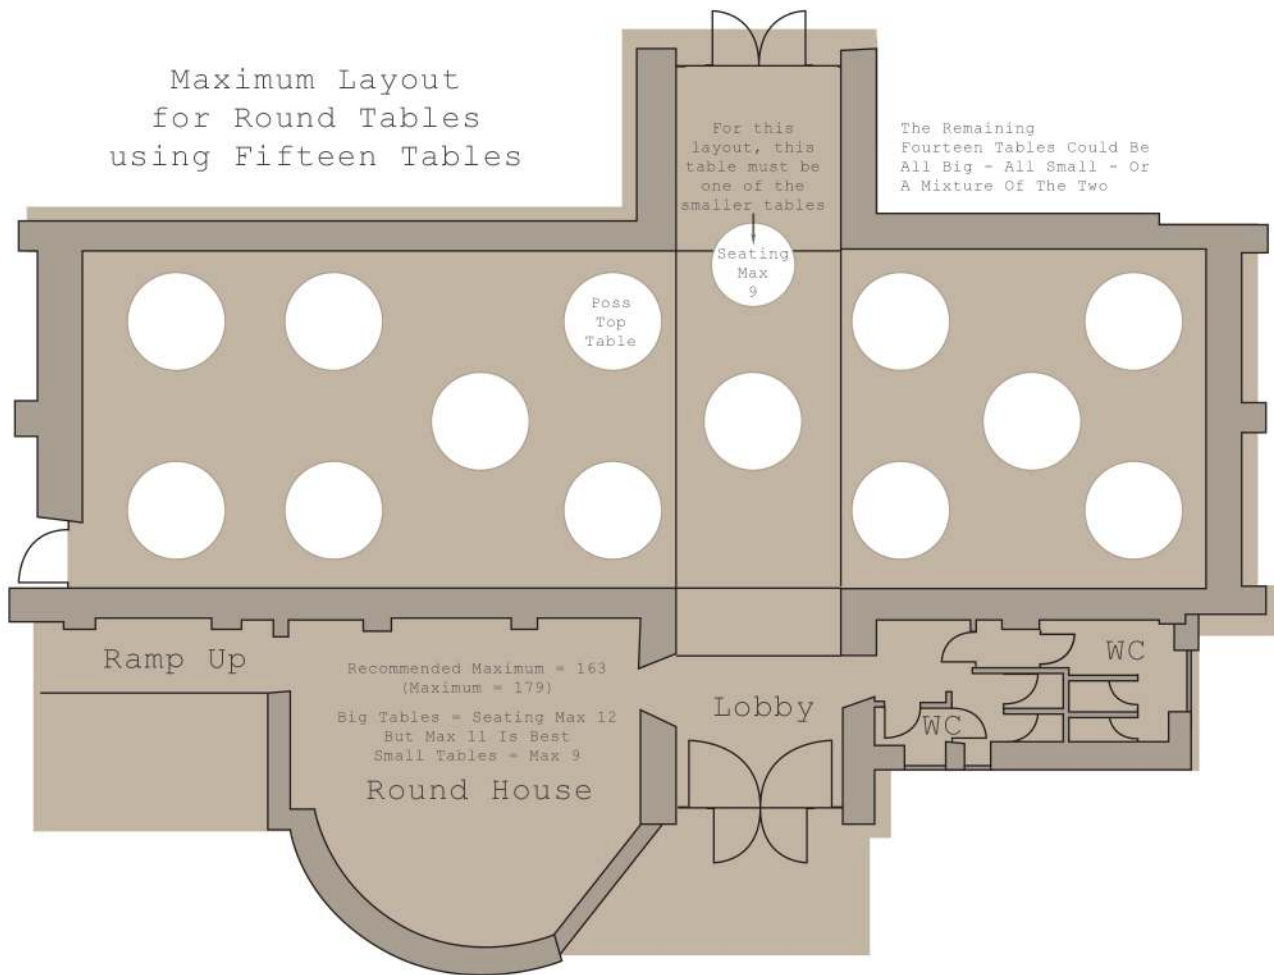 Maximum Layout
for Round Tables
using Fifteen Tables
For this
layout, this
table must be
one of the
smaller tables
The Remaining
Fourteen Tables Could Be
All Big - All Small - Or
A Mixture Of The Two
Seating
Max
9
Poss
Top
Table
Ramp Up
Recommended Maximum = 163
(Maximum = 179)
Big Tables = Seating Max 12
But Max 11 Is Best
Small Tables = Max 9
Round House
Lobby
WC
WC